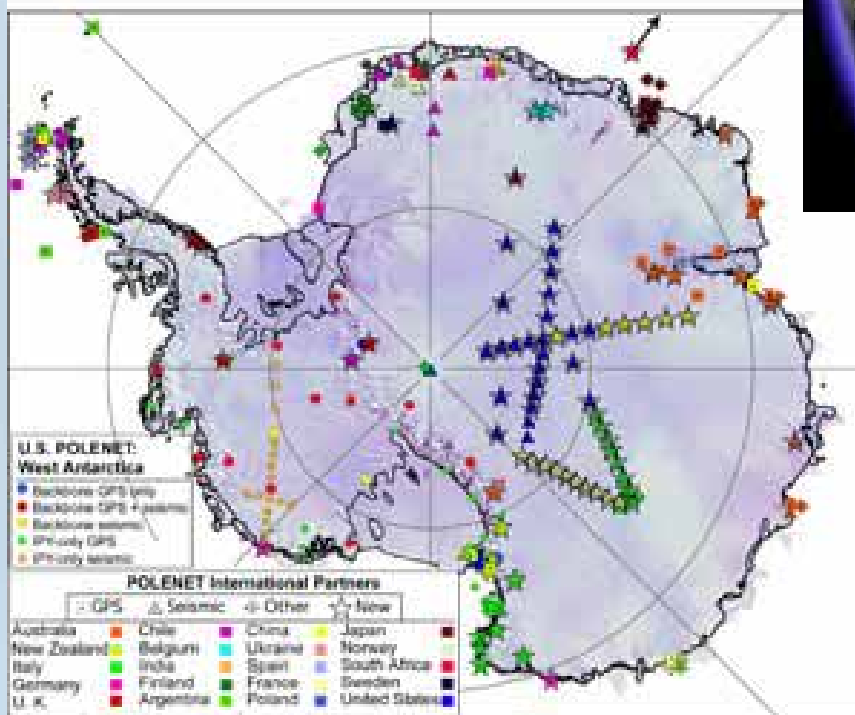 U.S. POLENET:
West Antarctica
Backbone GPS only
Backbone GPS + seismic
Backbone seismic
IPY-only GPS
IPY-only seismic
POLENET International Partners
GPS Seismic Other New
Australia Chile China Japan
New Zealand Belgium Ukraine Norway
Italy India Spain South Africa
Germany Finland France Sweden
U. K. Argentina Poland United States